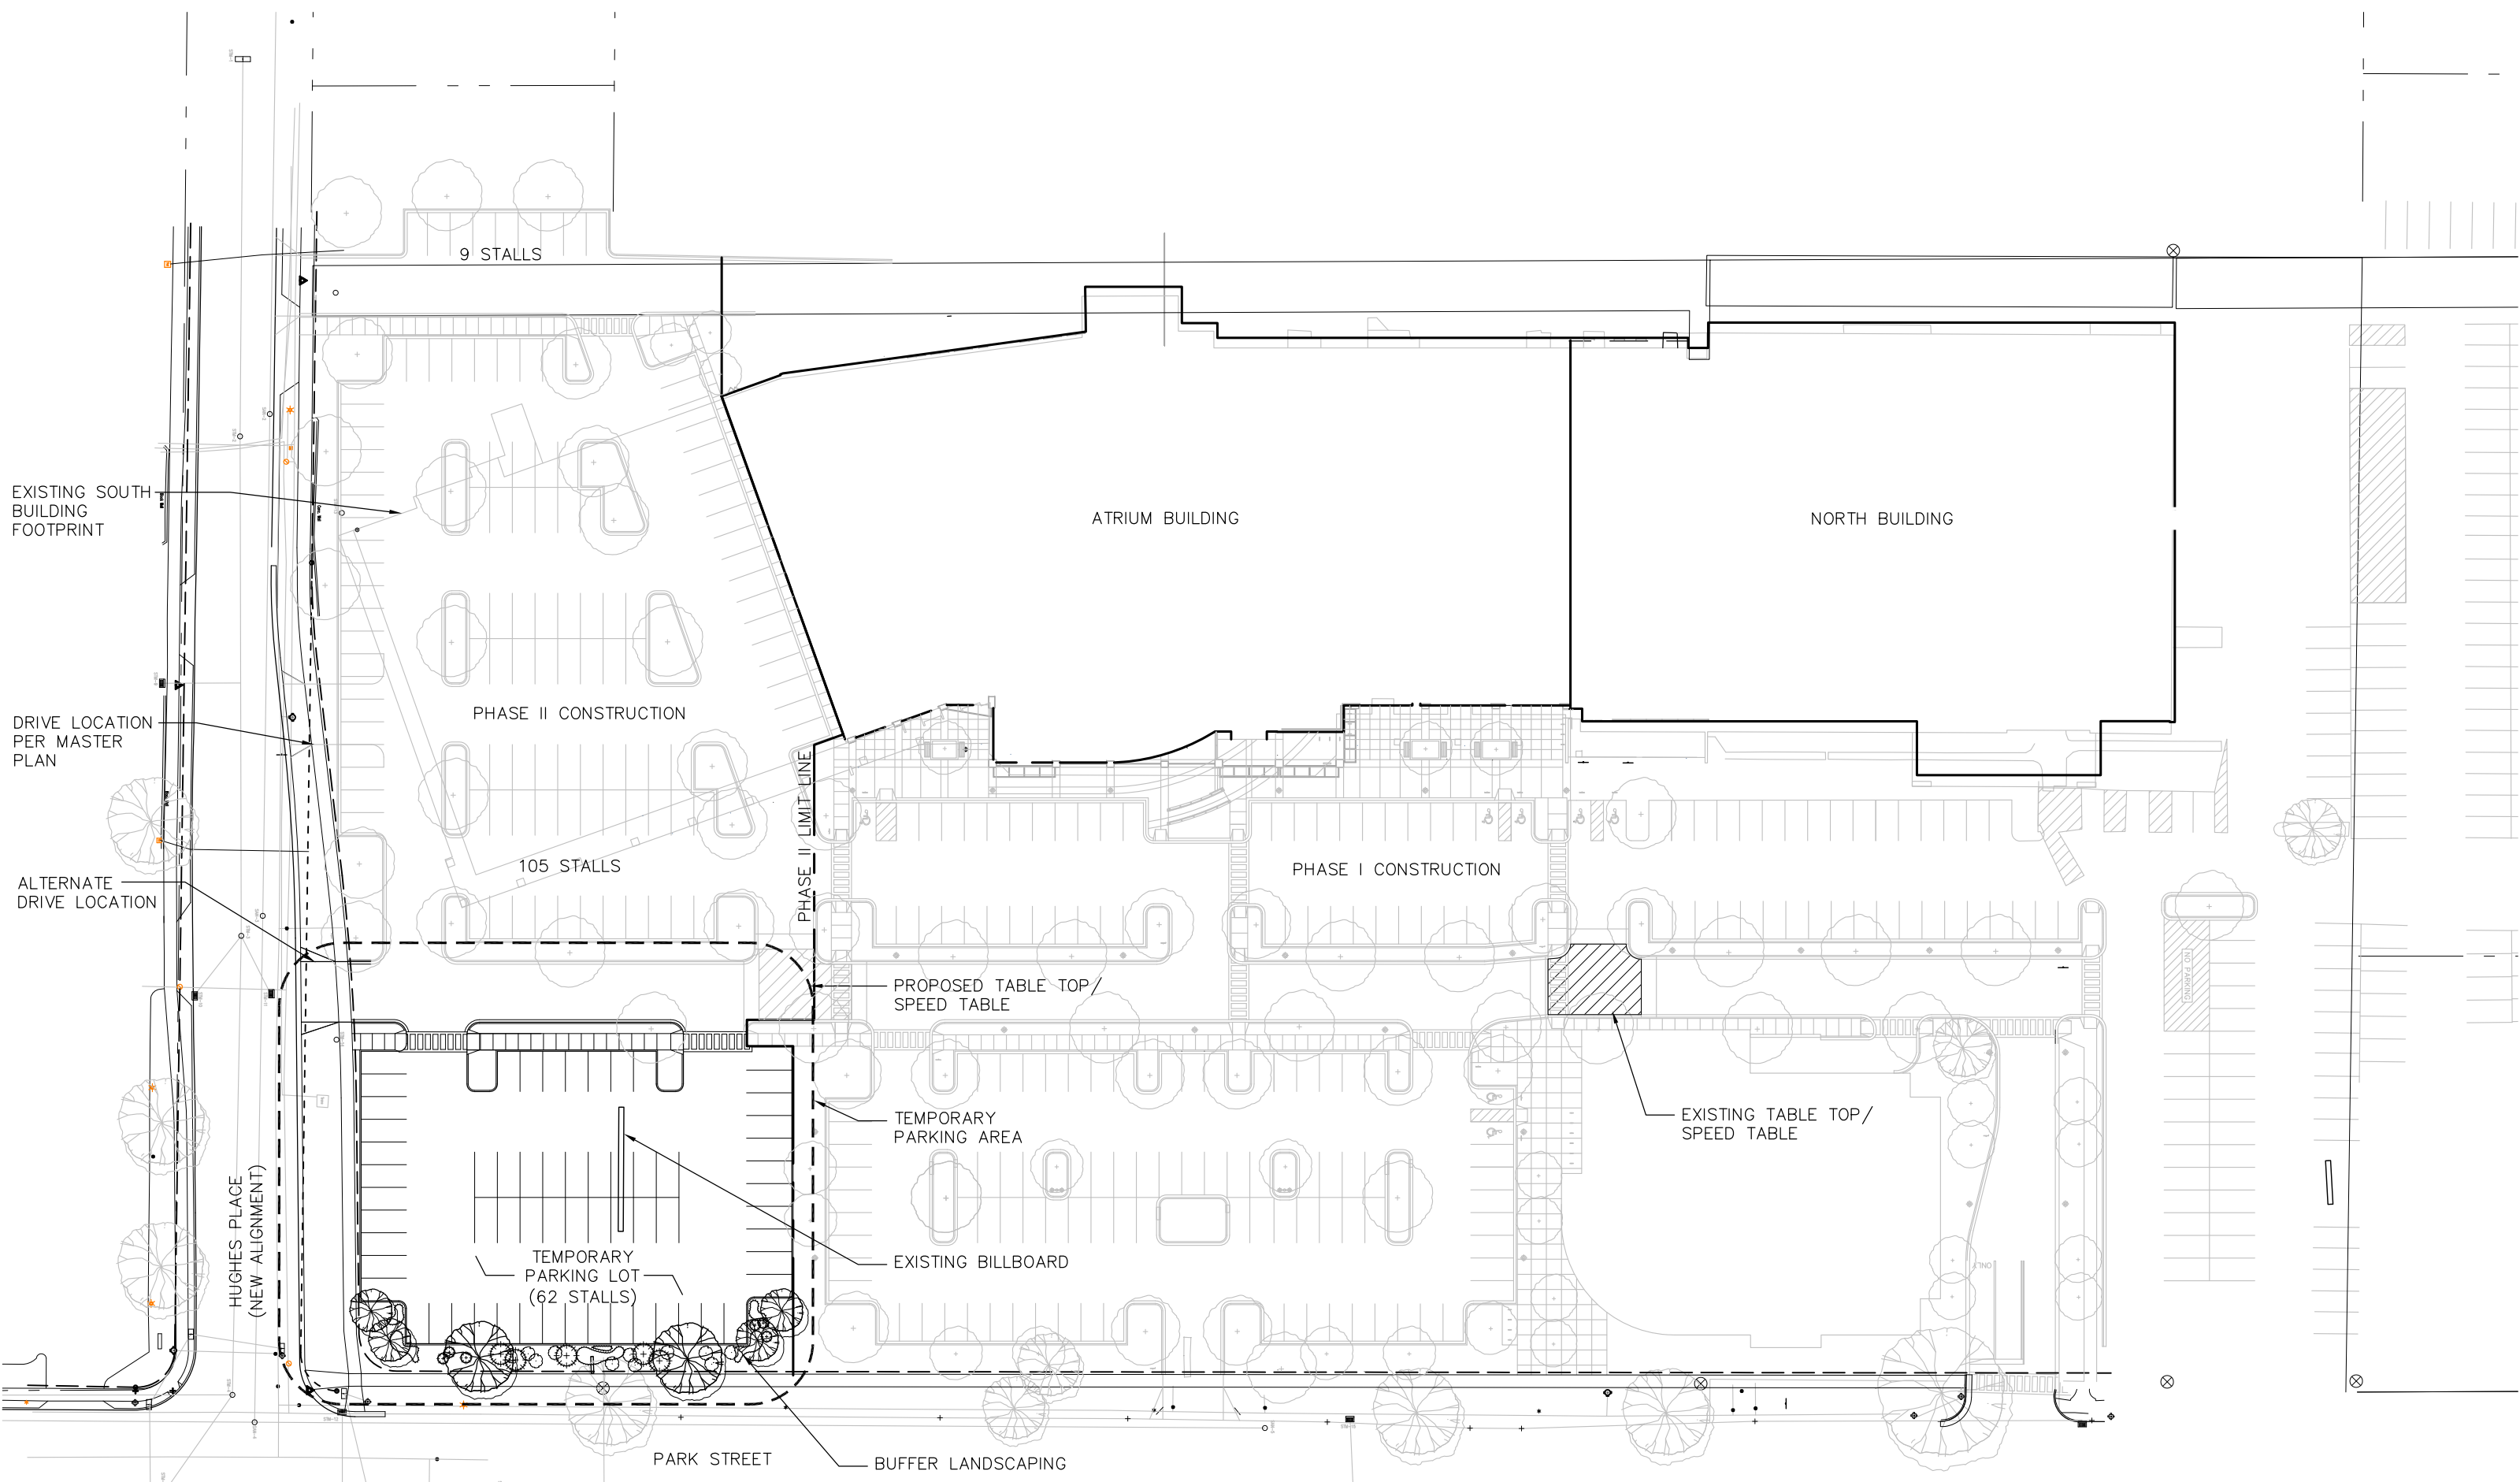 9 STALLS
EXISTING SOUTH
BUILDING
FOOTPRINT
ATRIUM BUILDING
NORTH BUILDING
DRIVE LOCATION
PER MASTER
PLAN
PHASE II CONSTRUCTION
PHASE II LIMIT LINE
105 STALLS
PHASE I CONSTRUCTION
ALTERNATE
DRIVE LOCATION
PROPOSED TABLE TOP/
SPEED TABLE
NO PARKING
TEMPORARY
PARKING AREA
EXISTING TABLE TOP/
SPEED TABLE
HUGHES PLACE
(NEW ALIGNMENT)
TEMPORARY
PARKING LOT
(62 STALLS)
EXISTING BILLBOARD
ONLY
PARK STREET
BUFFER LANDSCAPING